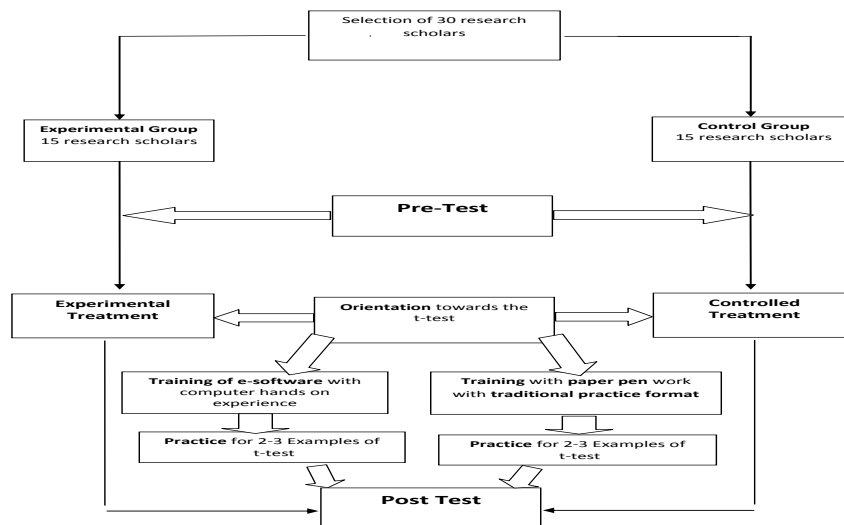 Selection of 30 research
scholars
Experimental Group
15 research scholars
Control Group
15 research scholars
Pre-Test
Experimental
Treatment
Orientation towards the
t-test
Controlled
Treatment
Training of e-software with
computer hands on
experience
Training with paper pen work
with traditional practice format
Practice for 2-3 Examples of
t-test
Practice for 2-3 Examples of
t-test
Post Test